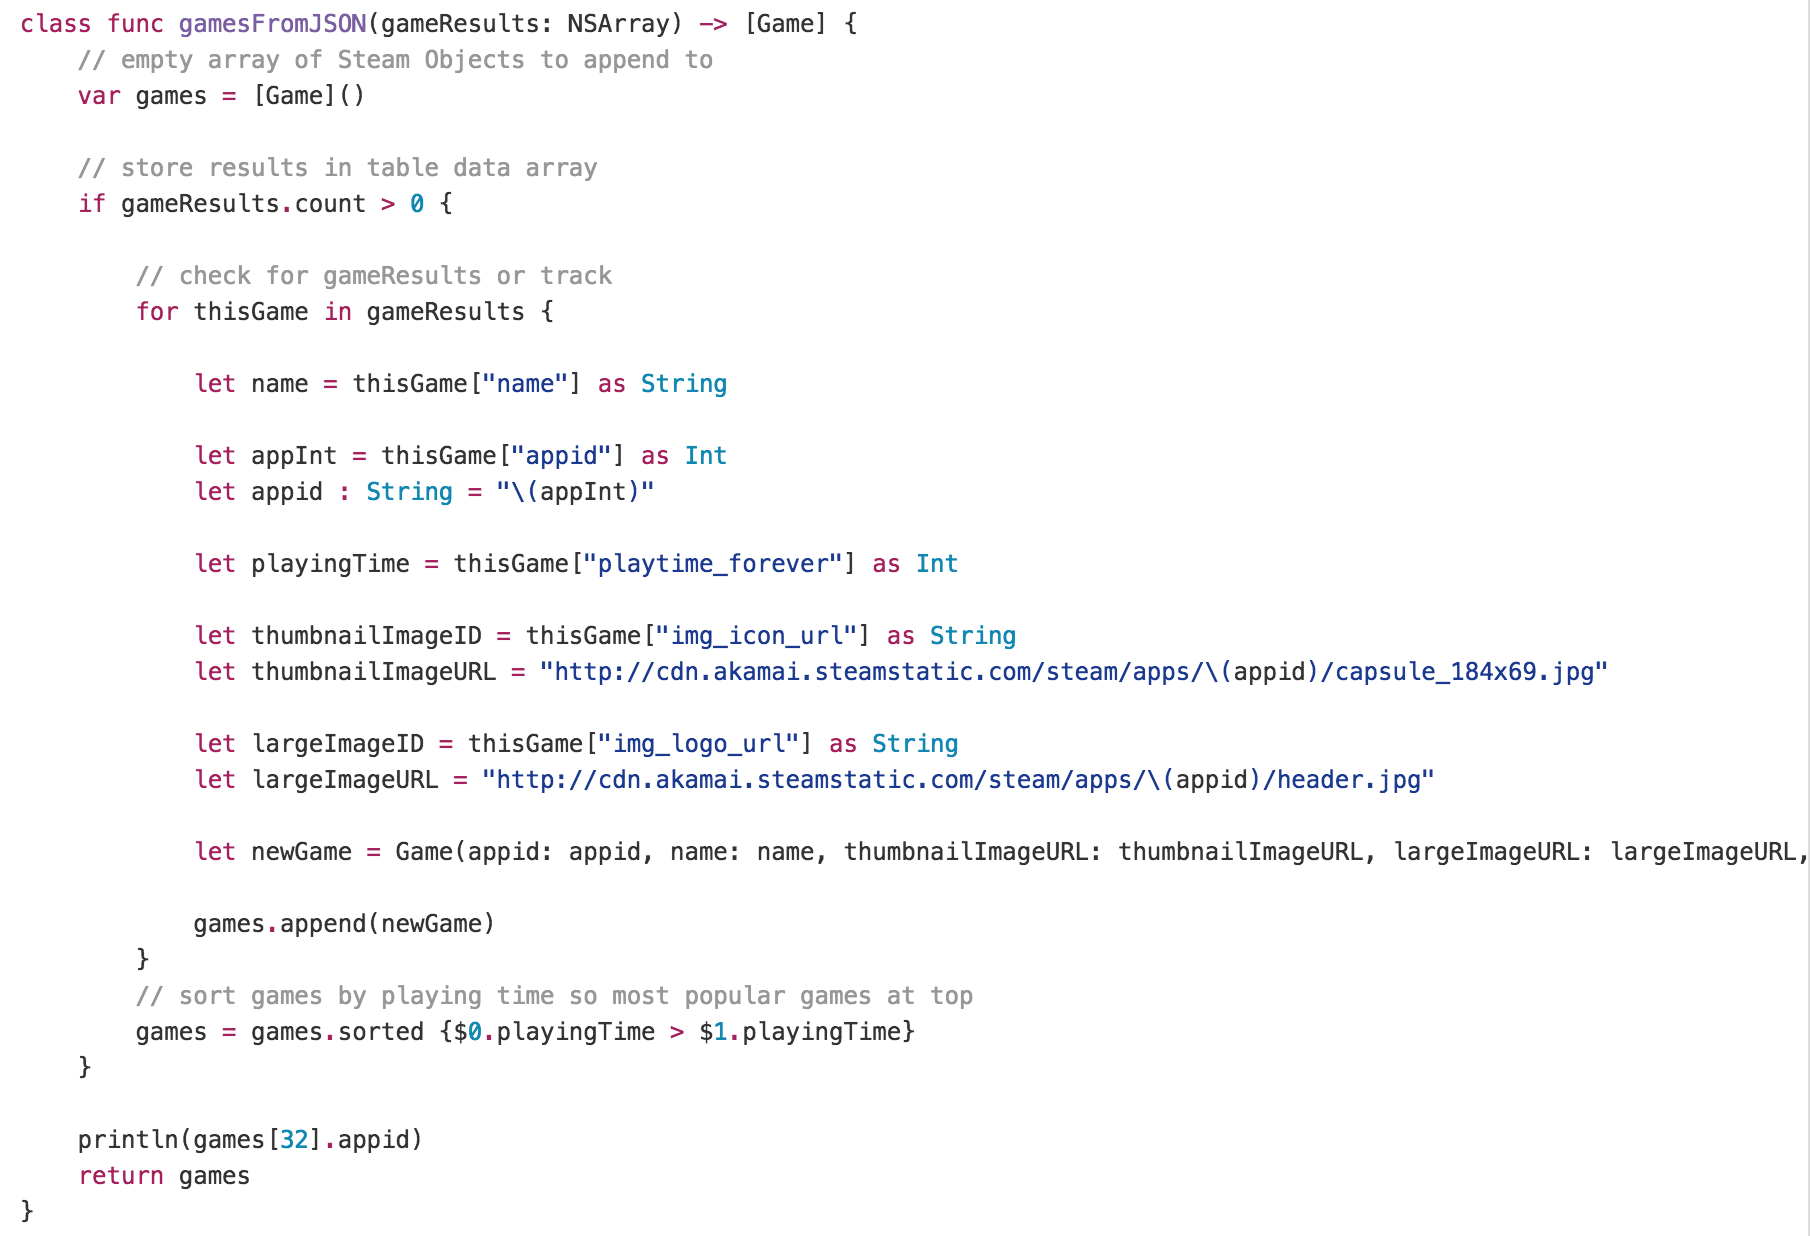 class func gamesFromJSON(gameResults: NSArray) -> [Game] {
    // empty array of Steam Objects to append to
    var games = [Game]()

    // store results in table data array
    if gameResults.count > 0 {

        // check for gameResults or track
        for thisGame in gameResults {

            let name = thisGame["name"] as String

            let appInt = thisGame["appid"] as Int
            let appid : String = "\(appInt)"

            let playingTime = thisGame["playtime_forever"] as Int

            let thumbnailImageID = thisGame["img_icon_url"] as String
            let thumbnailImageURL = "http://cdn.akamai.steamstatic.com/steam/apps/\(appid)/capsule_184x69.jpg"

            let largeImageID = thisGame["img_logo_url"] as String
            let largeImageURL = "http://cdn.akamai.steamstatic.com/steam/apps/\(appid)/header.jpg"

            let newGame = Game(appid: appid, name: name, thumbnailImageURL: thumbnailImageURL, largeImageURL: largeImageURL,

            games.append(newGame)
        }
        // sort games by playing time so most popular games at top
        games = games.sorted {$0.playingTime > $1.playingTime}
    }

    println(games[32].appid)
    return games
}